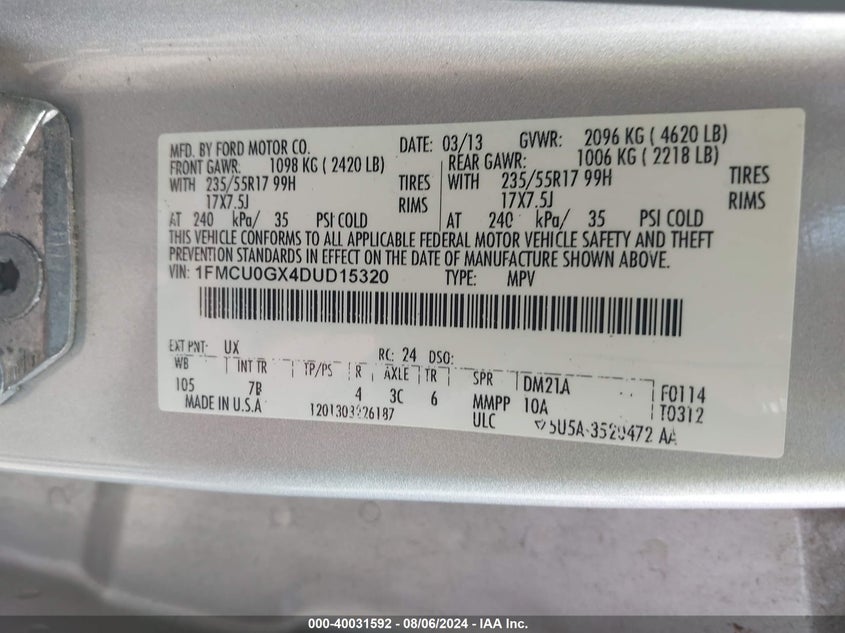 MFD. BY FORD MOTOR CO. DATE: 03/13 GVWR: 2096 KG ( 4620 LB)
FRONT GAWR: 1098 KG ( 2420 LB) REAR GAWR: 1006 KG ( 2218 LB)
WITH 235/55R17 99H TIRES WITH 235/55R17 99H TIRES
17X7.5J RIMS 17X7.5J RIMS
AT 240 kPa/ 35 PSI COLD AT 240 kPa/ 35 PSI COLD
THIS VEHICLE CONFORMS TO ALL APPLICABLE FEDERAL MOTOR VEHICLE SAFETY AND THEFT
PREVENTION STANDARDS IN EFFECT ON THE DATE OF MANUFACTURE SHOWN ABOVE.
VIN: 1FMCU0GX4DUD15320 TYPE: MPV
EXT PNT: UX RC: 24 DSO:
WB INT TR TP/PS R AXLE TR SPR DM21A F0114
105 7B 4 3C 6 MMPP 10A T0312
MADE IN U.S.A ULC 5U5A-3520472 AA
000-40031592 - 08/06/2024 - IAA Inc.